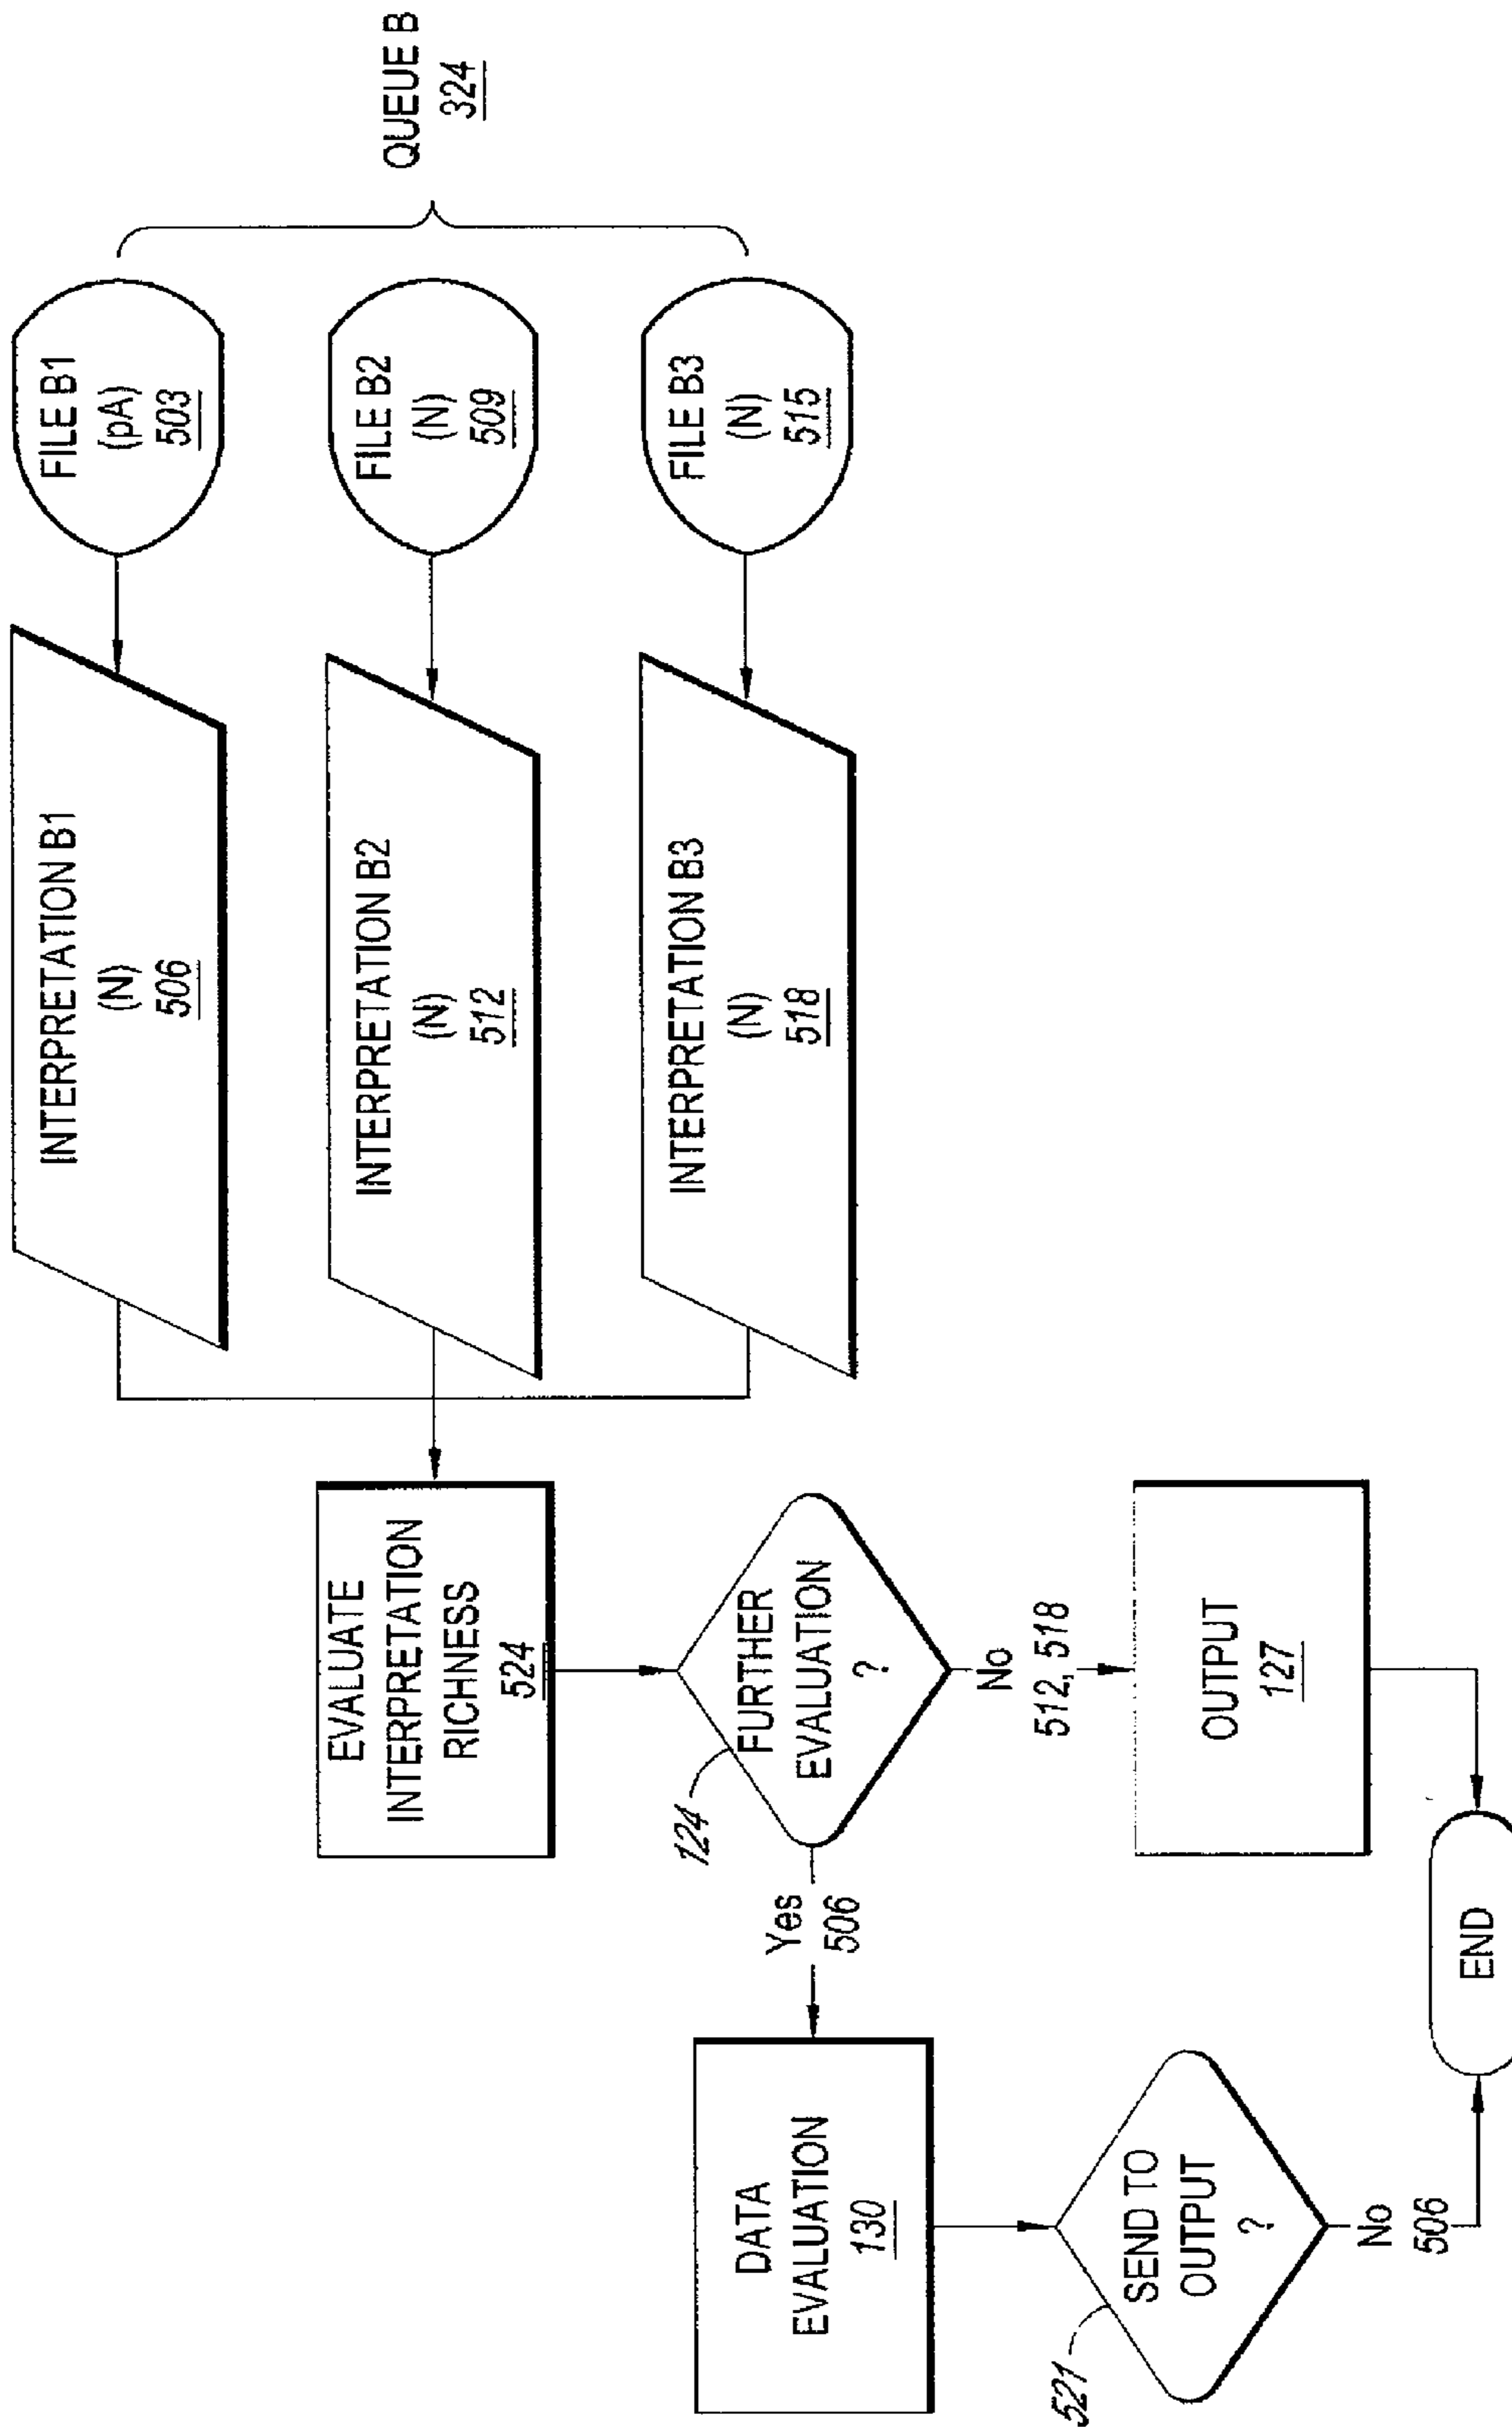 QUEUE B
324
FILE B1
(pA)
503
FILE B2
(N)
509
FILE B3
(N)
515
INTERPRETATION B1
(N)
506
INTERPRETATION B2
(N)
512
INTERPRETATION B3
(N)
518
EVALUATE
INTERPRETATION
RICHNESS
524
124
FURTHER
EVALUATION
?
No
512, 518
OUTPUT
127
Yes
506
DATA
EVALUATION
130
521
SEND TO
OUTPUT
?
No
506
END